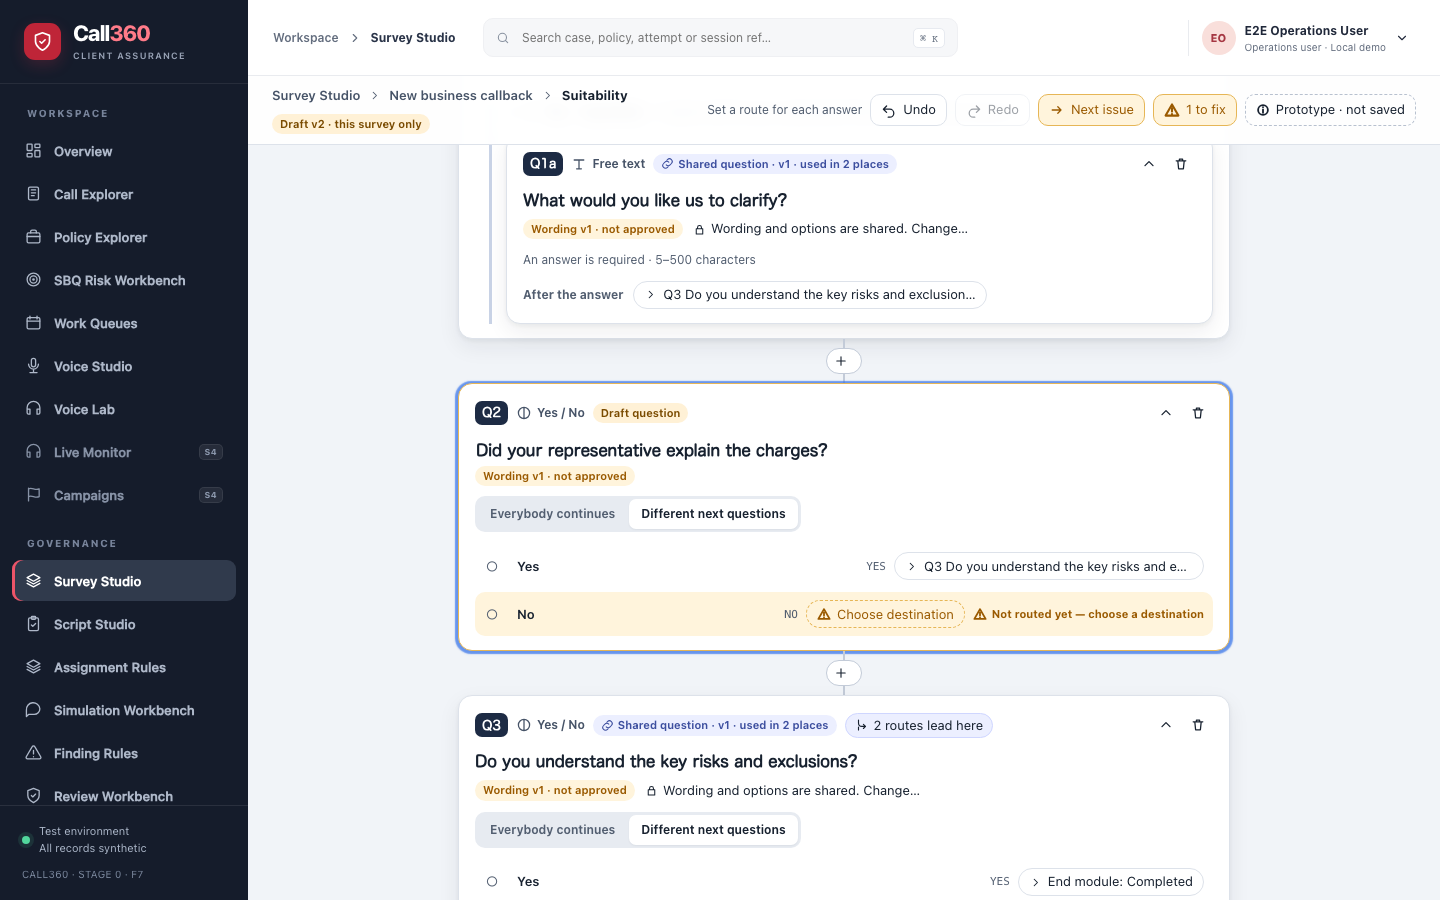 Call360
CLIENT ASSURANCE
WORKSPACE
Overview
Call Explorer
Policy Explorer
SBQ Risk Workbench
Work Queues
Voice Studio
Voice Lab
Live Monitor S4
Campaigns S4
GOVERNANCE
Survey Studio
Script Studio
Assignment Rules
Simulation Workbench
Finding Rules
Review Workbench
Test environment
All records synthetic
CALL360 · STAGE 0 · F7
Workspace > Survey Studio
Search case, policy, attempt or session ref...
⌘ K
EO
E2E Operations User
Operations user · Local demo
Survey Studio > New business callback > Suitability
Draft v2 · this survey only
Set a route for each answer
Undo
Redo
Next issue
1 to fix
Prototype · not saved
Q1a Free text Shared question · v1 · used in 2 places
What would you like us to clarify?
Wording v1 · not approved Wording and options are shared. Change...
An answer is required · 5–500 characters
After the answer > Q3 Do you understand the key risks and exclusion...
+
Q2 Yes / No Draft question
Did your representative explain the charges?
Wording v1 · not approved
Everybody continues Different next questions
Yes YES > Q3 Do you understand the key risks and e...
No NO Choose destination Not routed yet — choose a destination
+
Q3 Yes / No Shared question · v1 · used in 2 places 2 routes lead here
Do you understand the key risks and exclusions?
Wording v1 · not approved Wording and options are shared. Change...
Everybody continues Different next questions
Yes YES > End module: Completed